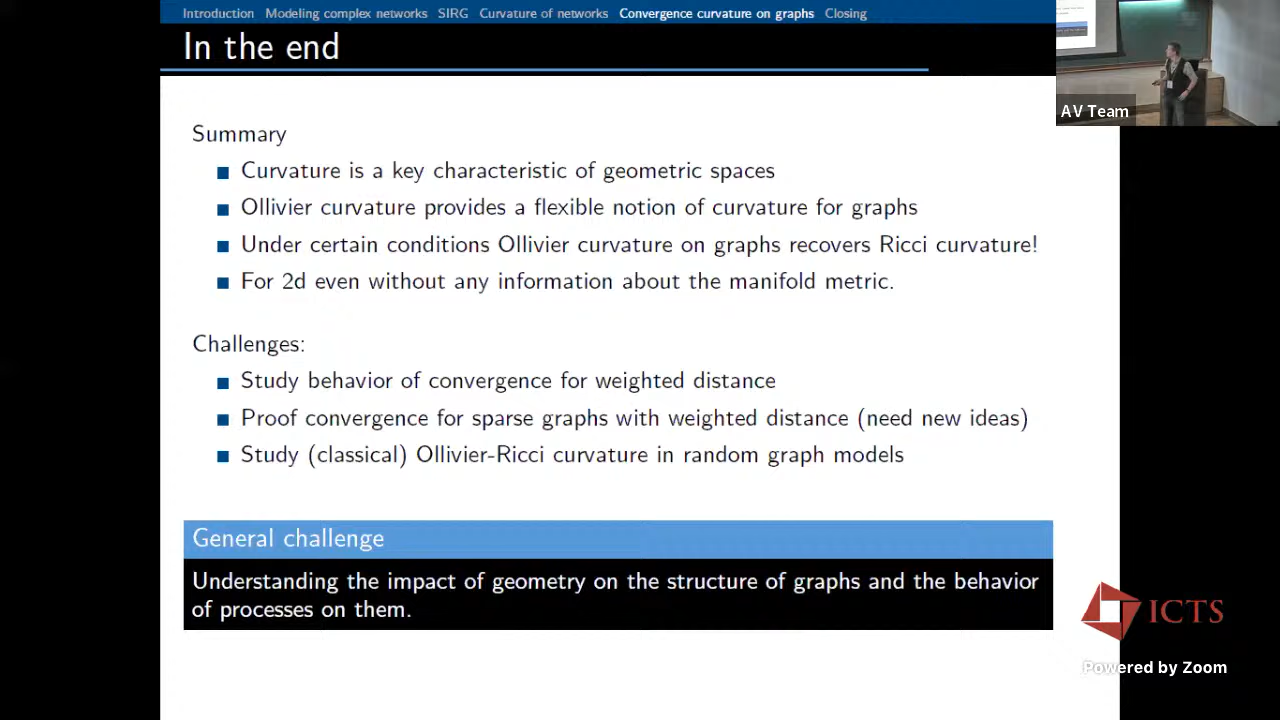 Introduction Modeling complex networks SIRG Curvature of networks Convergence curvature on graphs Closing
In the end
AV Team
Summary
Curvature is a key characteristic of geometric spaces
Ollivier curvature provides a flexible notion of curvature for graphs
Under certain conditions Ollivier curvature on graphs recovers Ricci curvature!
For 2d even without any information about the manifold metric.
Challenges:
Study behavior of convergence for weighted distance
Proof convergence for sparse graphs with weighted distance (need new ideas)
Study (classical) Ollivier-Ricci curvature in random graph models
General challenge
Understanding the impact of geometry on the structure of graphs and the behavior
of processes on them.
ICTS
Powered by Zoom